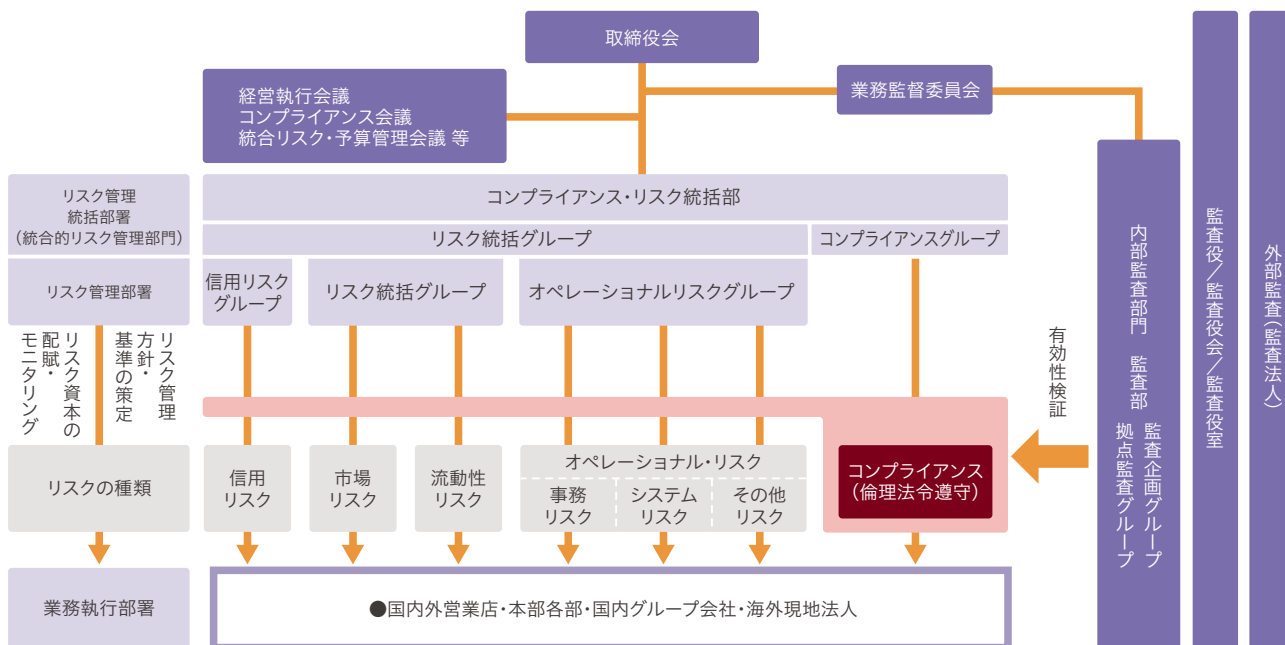 取締役会
経営執行会議
コンプライアンス会議
統合リスク・予算管理会議 等
業務監督委員会
リスク管理
統括部署
(統合的リスク管理部門)
コンプライアンス・リスク統括部
リスク統括グループ
コンプライアンスグループ
リスク管理部署
信用リスク
グループ
リスク統括グループ
オペレーショナルリスクグループ
リスク管理
方針・
基準の策定
リスク資本の
配賦・
モニタリング
リスクの種類
信用
リスク
市場
リスク
流動性
リスク
オペレーショナル・リスク
事務
リスク
システム
リスク
その他
リスク
コンプライアンス
(倫理法令遵守)
有効性検証
内部監査部門 監査部
監査企画グループ
拠点監査グループ
監査役/監査役会/監査役室
外部監査(監査法人)
業務執行部署
●国内外営業店・本部各部・国内グループ会社・海外現地法人